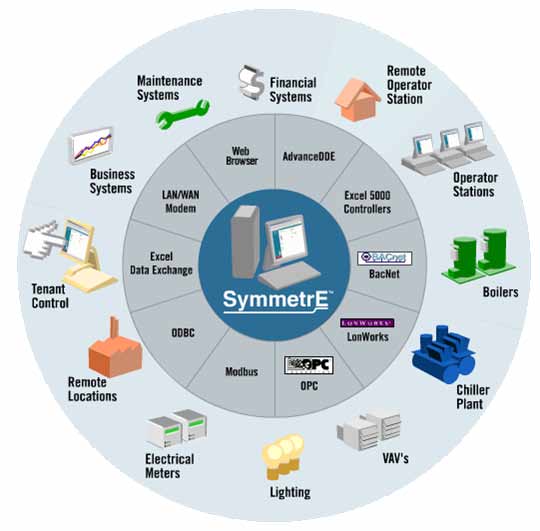 Maintenance
Systems
Financial
Systems
Remote
Operator
Station
Business
Systems
Operator
Stations
Tenant
Control
Boilers
Remote
Locations
Chiller
Plant
Electrical
Meters
Lighting
VAV's
Web
Browser
AdvanceDDE
LAN/WAN
Modem
Excel 5000
Controllers
Excel
Data Exchange
BACnet
BacNet
ODBC
LONWORKS
LonWorks
Modbus
OPC
OPC
SymmetrE™